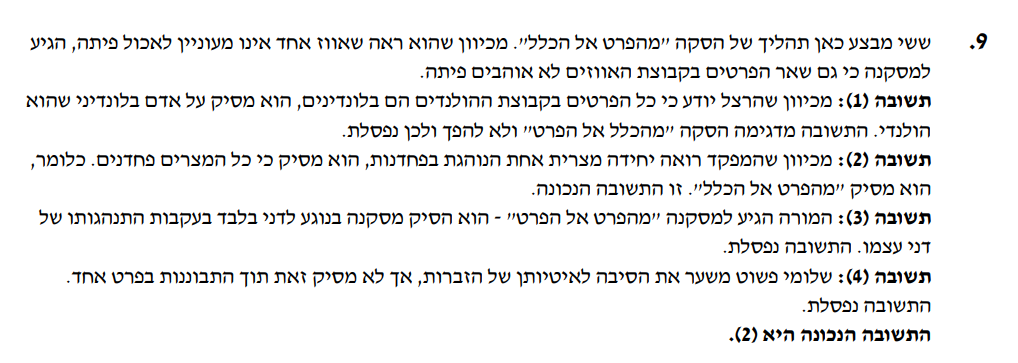 9. ששי מבצע כאן תהליך של הסקה "מהפרט אל הכלל". מכיוון שהוא ראה שאווז אחד אינו מעוניין לאכול פיתה, הגיע
למסקנה כי גם שאר הפרטים בקבוצת האווזים לא אוהבים פיתה.
תשובה (1): מכיוון שהרצל יודע כי כל הפרטים בקבוצת ההולנדים הם בלונדינים, הוא מסיק על אדם בלונדיני שהוא
הולנדי. התשובה מדגימה הסקה "מהכלל אל הפרט" ולא להפך ולכן נפסלת.
תשובה (2): מכיוון שהמפקד רואה יחידה מצרית אחת הנוהגת בפחדנות, הוא מסיק כי כל המצרים פחדנים. כלומר,
הוא מסיק "מהפרט אל הכלל". זו התשובה הנכונה.
תשובה (3): המורה הגיע למסקנה "מהפרט אל הפרט" - הוא הסיק מסקנה בנוגע לדני בלבד בעקבות התנהגותו של
דני עצמו. התשובה נפסלת.
תשובה (4): שלומי פשוט משער את הסיבה לאיטיותן של הזברות, אך לא מסיק זאת תוך התבוננות בפרט אחד.
התשובה נפסלת.
התשובה הנכונה היא (2).